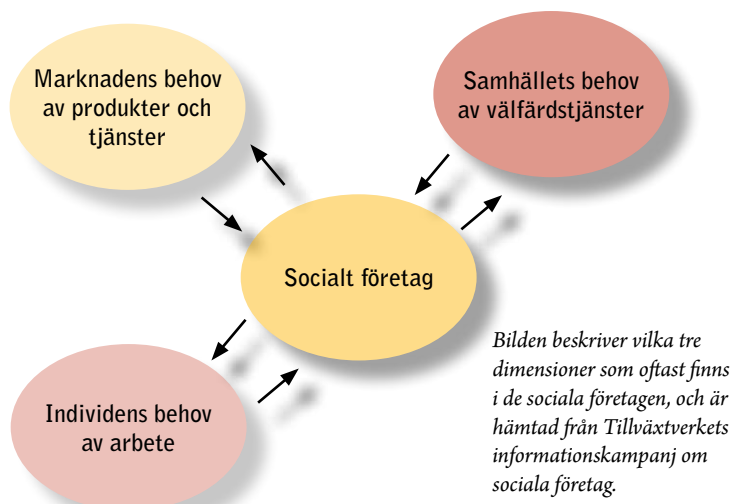 Marknadens behov
av produkter och
tjänster
Samhällets behov
av välfärdstjänster
Socialt företag
Individens behov
av arbete
Bilden beskriver vilka tre
dimensioner som oftast finns
i de sociala företagen, och är
hämtad från Tillväxtverkets
informationskampanj om
sociala företag.